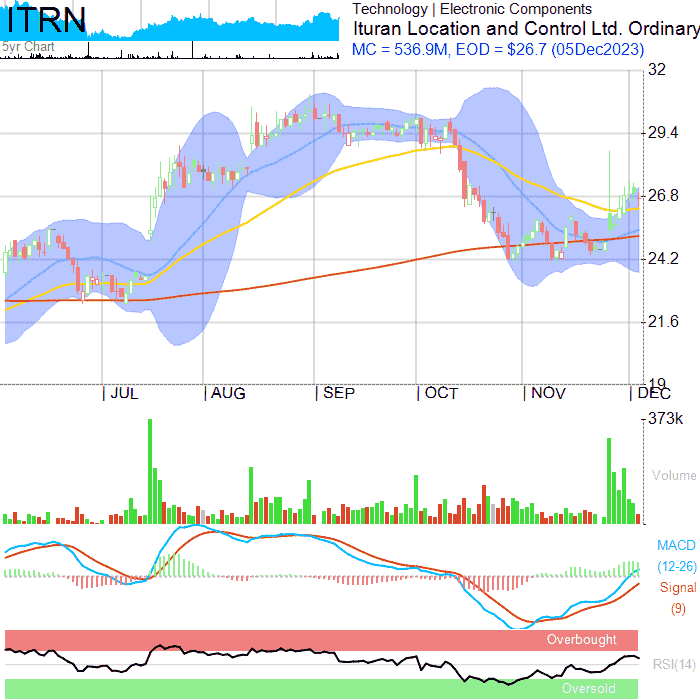 ITRN
5yr Chart
Technology | Electronic Components
Ituran Location and Control Ltd. Ordinary
MC = 536.9M, EOD = $26.7 (05Dec2023)
32
29.4
26.8
24.2
21.6
19
JUL
AUG
SEP
OCT
NOV
DEC
373k
Volume
MACD
(12-26)
Signal
(9)
Overbought
RSI(14)
Oversold